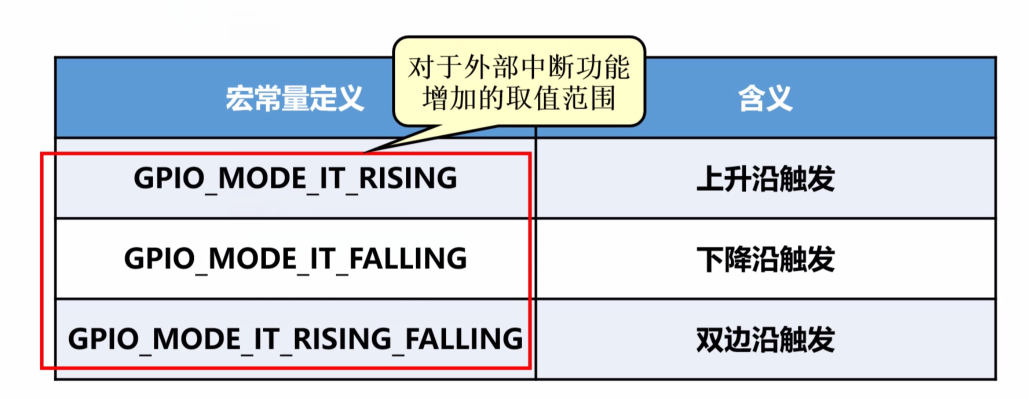 对于外部中断功能
增加的取值范围
宏常量定义
含义
GPIO_MODE_IT_RISING
上升沿触发
GPIO_MODE_IT_FALLING
下降沿触发
GPIO_MODE_IT_RISING_FALLING
双边沿触发